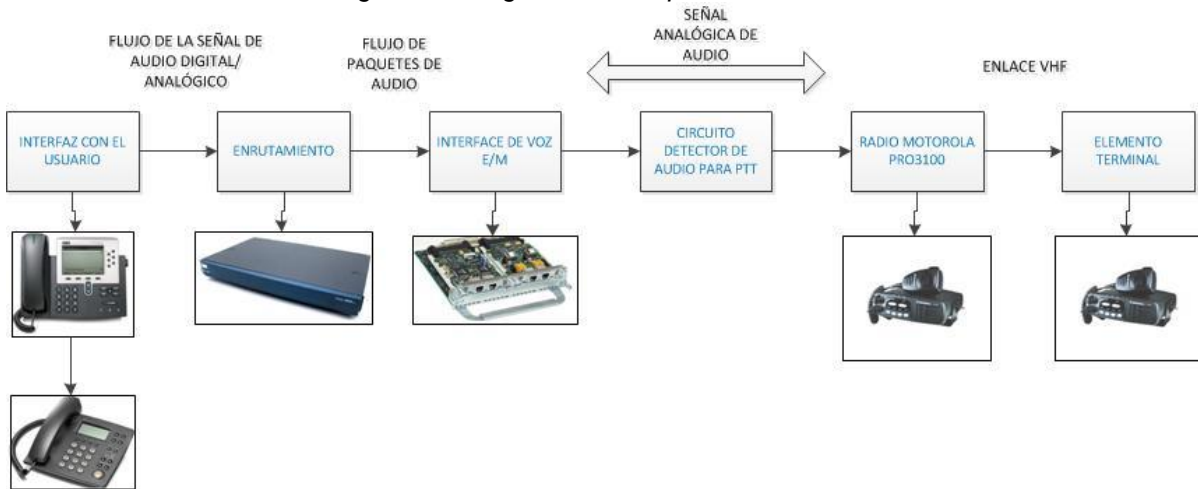 FLUJO DE LA SEÑAL DE
AUDIO DIGITAL/
ANALÓGICO
FLUJO DE
PAQUETES DE
AUDIO
SEÑAL
ANALÓGICA DE
AUDIO
ENLACE VHF
INTERFAZ CON EL
USUARIO
ENRUTAMIENTO
INTERFACE DE VOZ
E/M
CIRCUITO
DETECTOR DE
AUDIO PARA PTT
RADIO MOTOROLA
PRO3100
ELEMENTO
TERMINAL